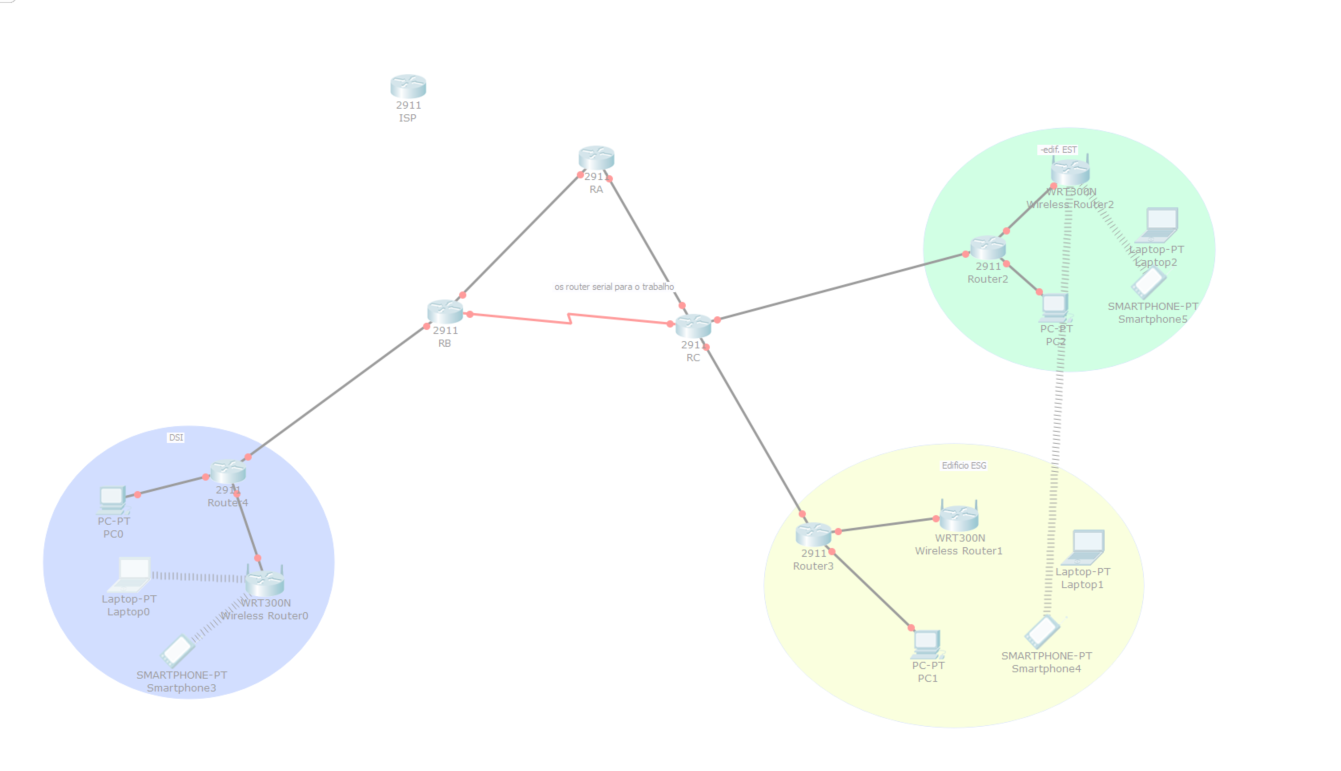 2911
ISP
2911
RA
-edif. EST
WRT300N
Wireless Router2
Laptop-PT
Laptop2
2911
Router2
SMARTPHONE-PT
Smartphone5
PC-PT
PC2
os router serial para o trabalho
2911
RB
2911
RC
DSI
2911
Router4
PC-PT
PC0
Laptop-PT
Laptop0
WRT300N
Wireless Router0
SMARTPHONE-PT
Smartphone3
Edificio ESG
WRT300N
Wireless Router1
2911
Router3
Laptop-PT
Laptop1
PC-PT
PC1
SMARTPHONE-PT
Smartphone4